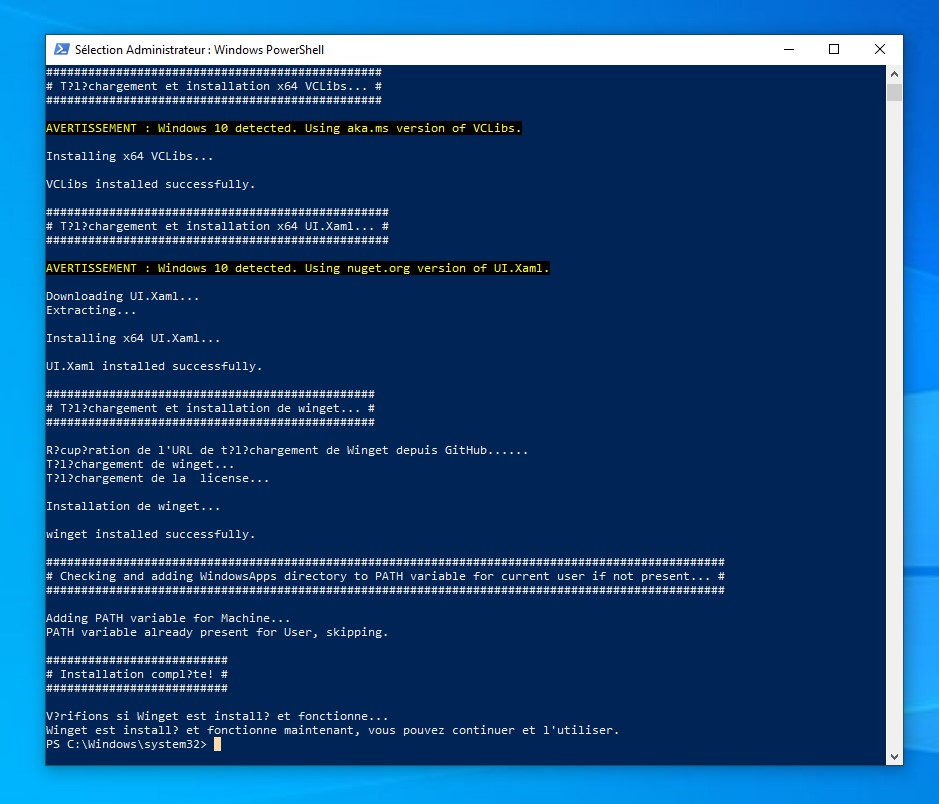 Sélection Administrateur : Windows PowerShell
################################################
# T?l?chargement et installation x64 VCLibs... #
################################################
AVERTISSEMENT : Windows 10 detected. Using aka.ms version of VCLibs.
Installing x64 VCLibs...
VCLibs installed successfully.
#################################################
# T?l?chargement et installation x64 UI.Xaml... #
#################################################
AVERTISSEMENT : Windows 10 detected. Using nuget.org version of UI.Xaml.
Downloading UI.Xaml...
Extracting...
Installing x64 UI.Xaml...
UI.Xaml installed successfully.
###############################################
# T?l?chargement et installation de winget... #
###############################################
R?cup?ration de l'URL de t?l?chargement de Winget depuis GitHub......
T?l?chargement de winget...
T?l?chargement de la  license...
Installation de winget...
winget installed successfully.
#################################################################################################
# Checking and adding WindowsApps directory to PATH variable for current user if not present... #
#################################################################################################
Adding PATH variable for Machine...
PATH variable already present for User, skipping.
##########################
# Installation compl?te! #
##########################
V?rifions si Winget est install? et fonctionne...
Winget est install? et fonctionne maintenant, vous pouvez continuer et l'utiliser.
PS C:\Windows\system32>